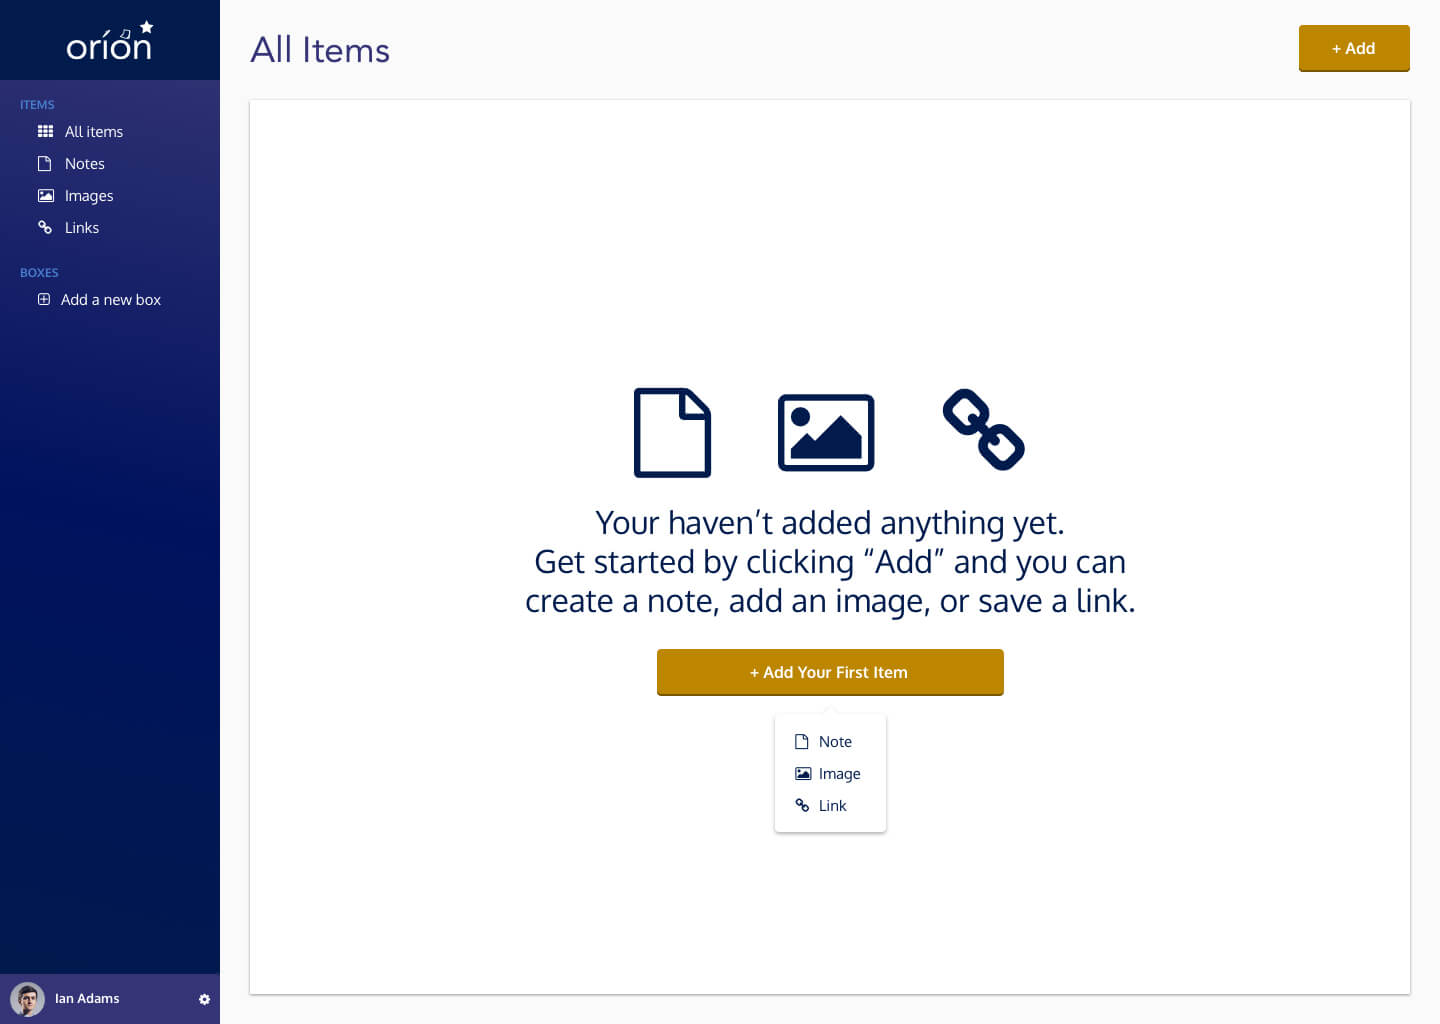 oríon
All Items
+ Add
ITEMS
All items
Notes
Images
Links
BOXES
Add a new box
Your haven’t added anything yet.
Get started by clicking “Add” and you can
create a note, add an image, or save a link.
+ Add Your First Item
Note
Image
Link
Ian Adams